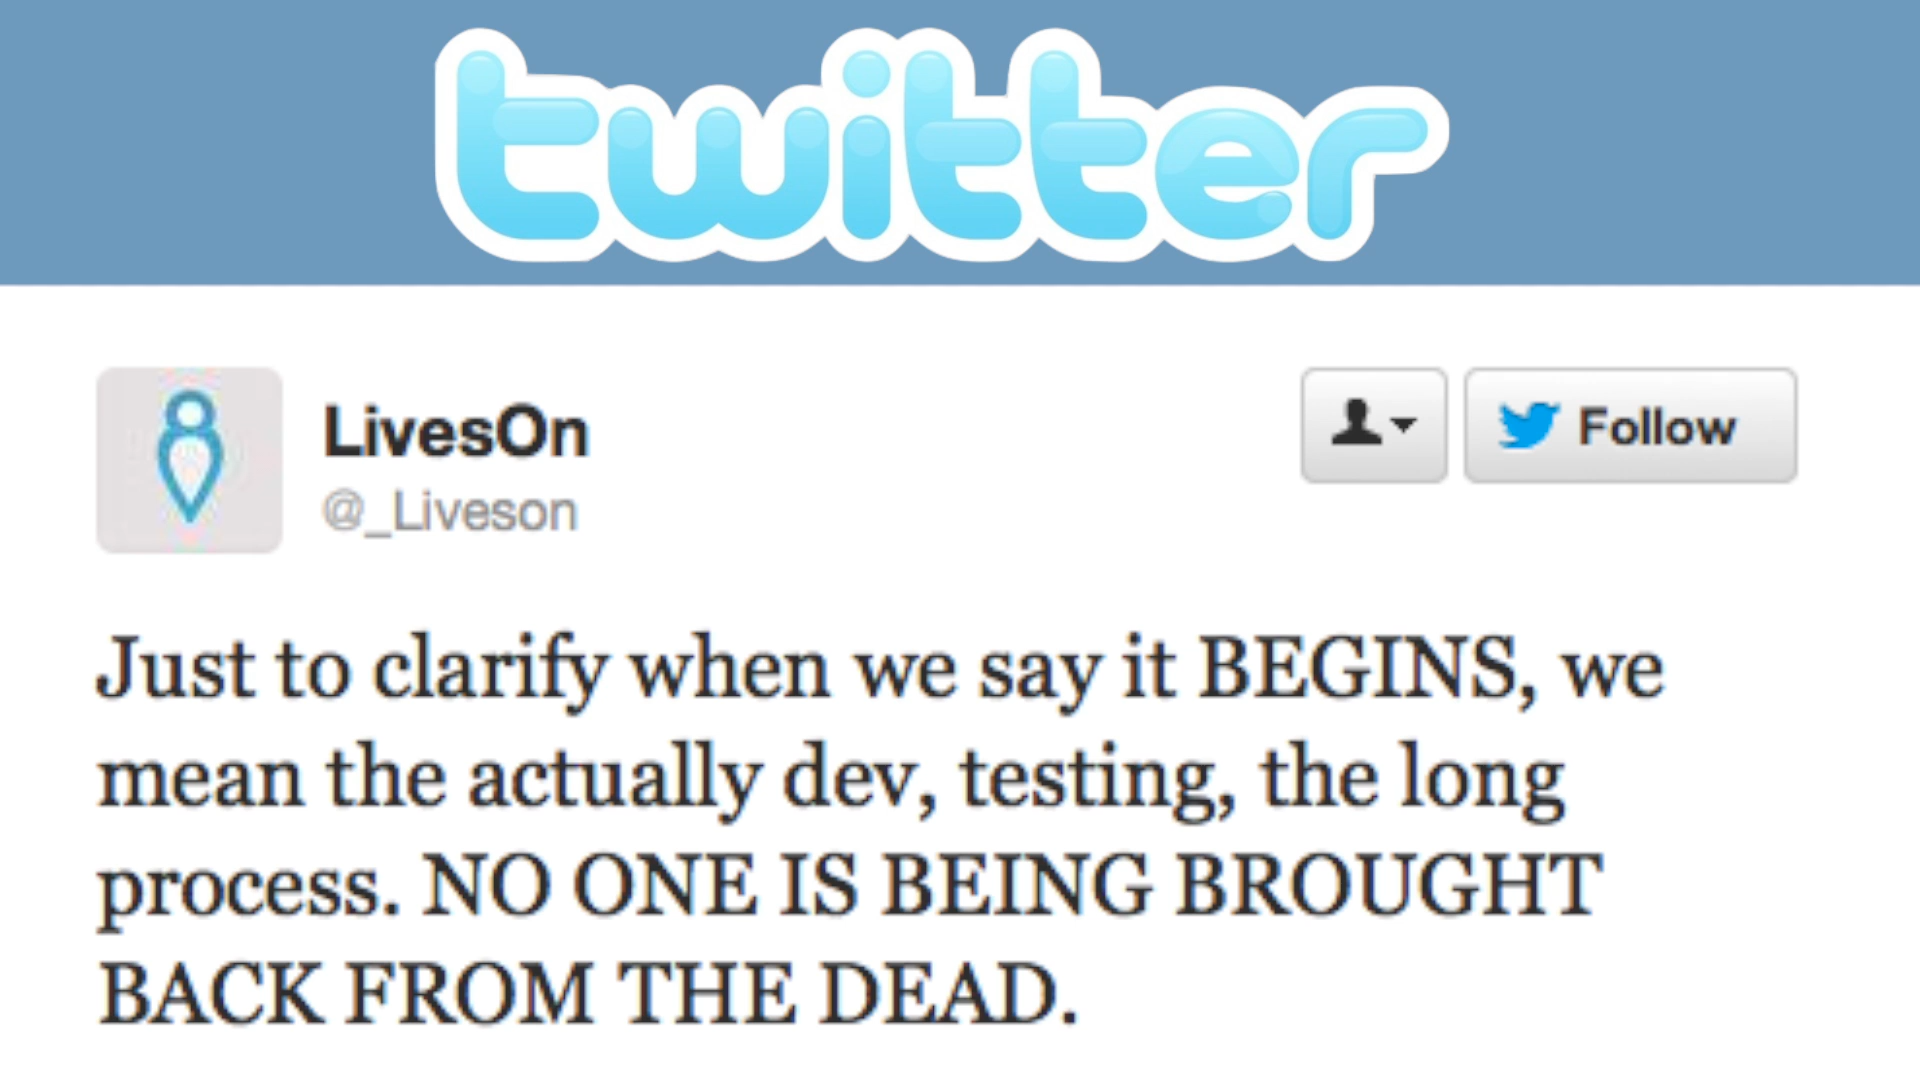 twitter
LivesOn
@_Liveson
Follow
Just to clarify when we say it BEGINS, we
mean the actually dev, testing, the long
process. NO ONE IS BEING BROUGHT
BACK FROM THE DEAD.